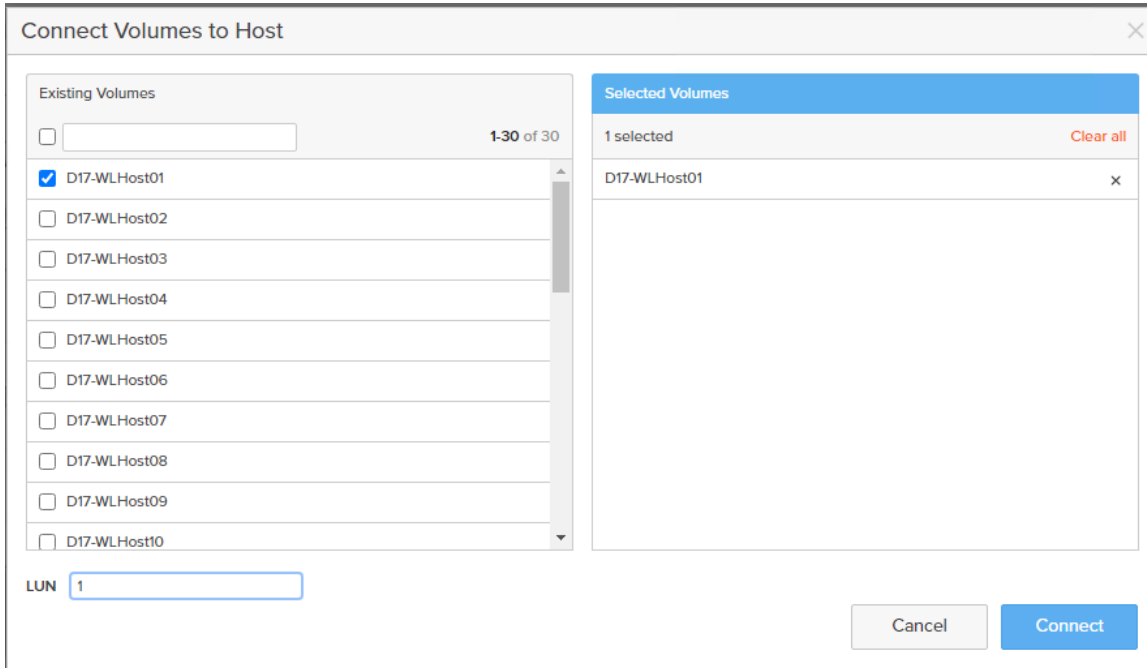 Connect Volumes to Host
Existing Volumes
1-30 of 30
D17-WLHost01
D17-WLHost02
D17-WLHost03
D17-WLHost04
D17-WLHost05
D17-WLHost06
D17-WLHost07
D17-WLHost08
D17-WLHost09
D17-WLHost10
Selected Volumes
1 selected Clear all
D17-WLHost01
LUN 1
Cancel Connect